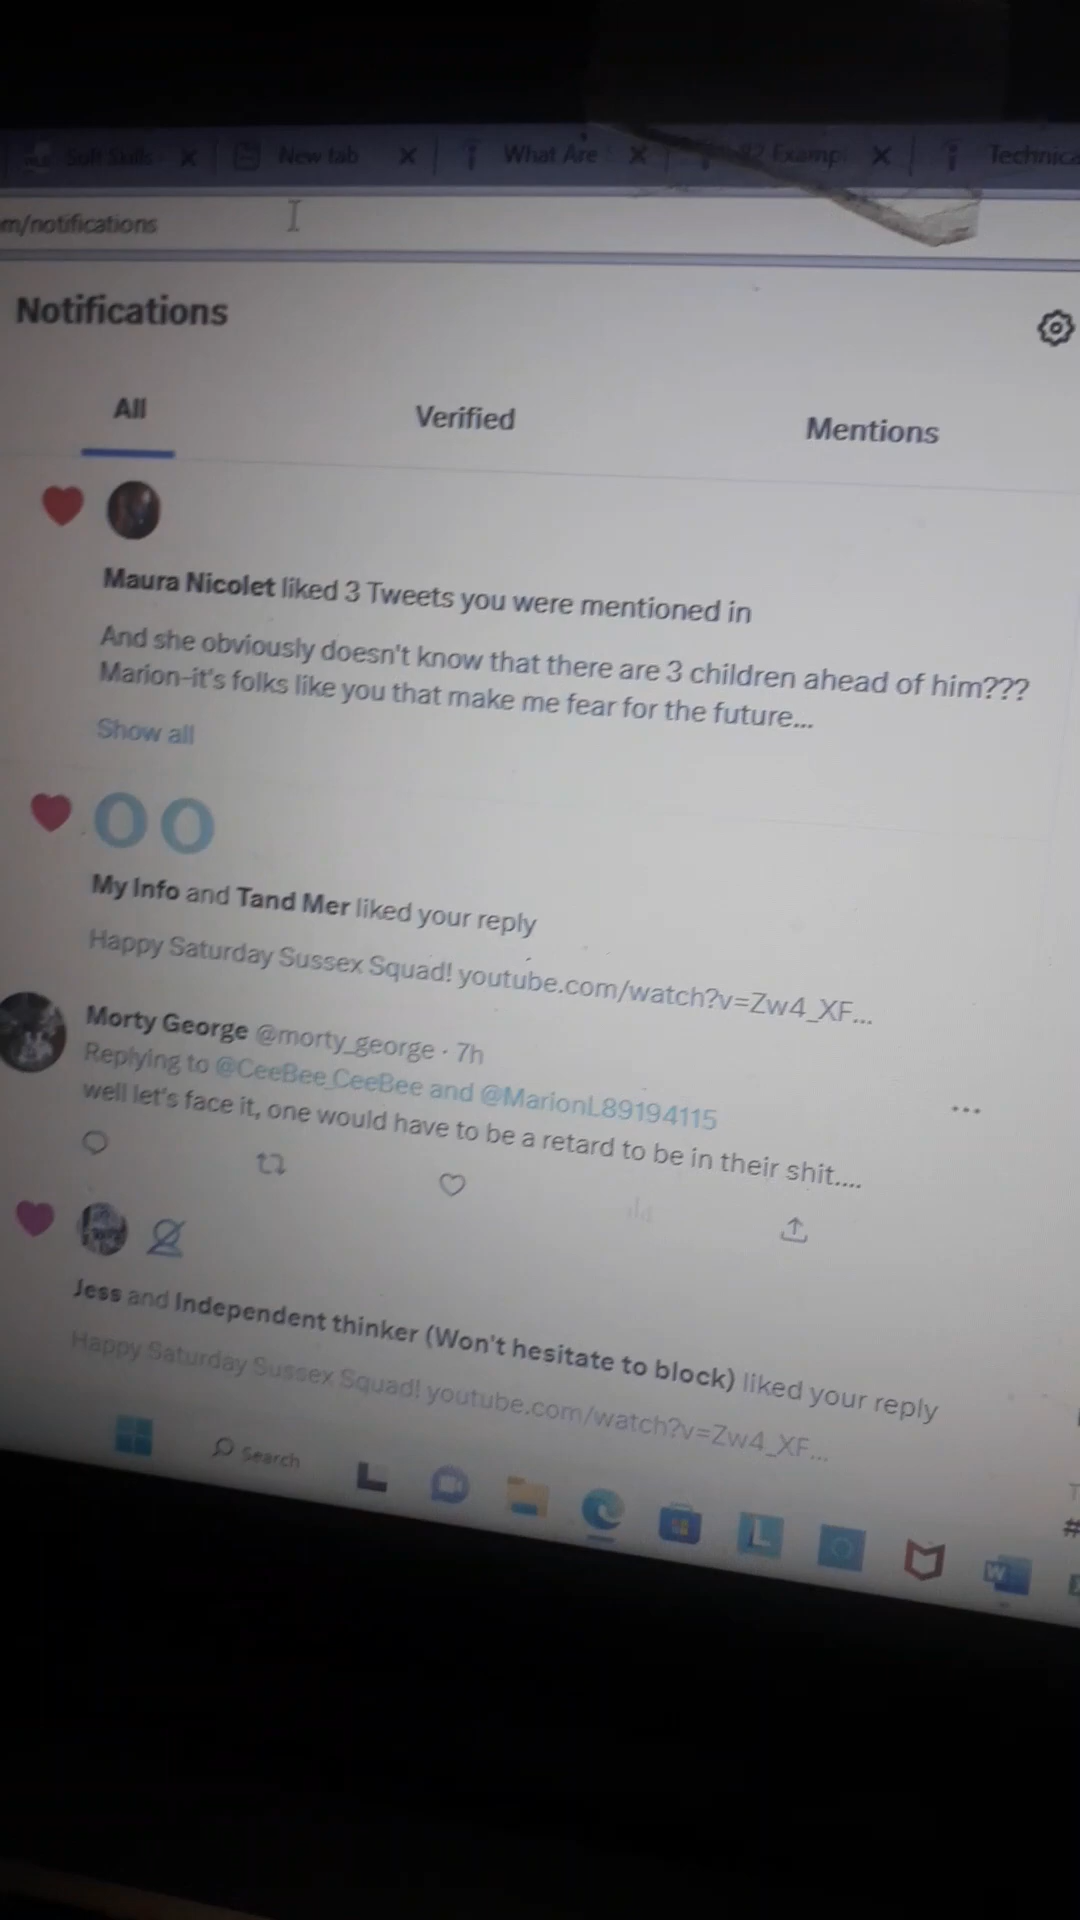 Soft Skills
New tab
What Are
Examp
Technica
m/notifications
Notifications
All
Verified
Mentions
Maura Nicolet liked 3 Tweets you were mentioned in
And she obviously doesn't know that there are 3 children ahead of him???
Marion-it's folks like you that make me fear for the future...
Show all
My Info and Tand Mer liked your reply
Happy Saturday Sussex Squad! youtube.com/watch?v=Zw4_XF...
Morty George @morty_george · 7h
Replying to @CeeBee_CeeBee and @MarionL89194115
well let's face it, one would have to be a retard to be in their shit....
Jess and Independent thinker (Won't hesitate to block) liked your reply
Happy Saturday Sussex Squad! youtube.com/watch?v=Zw4_XF...
Search
L
W
#